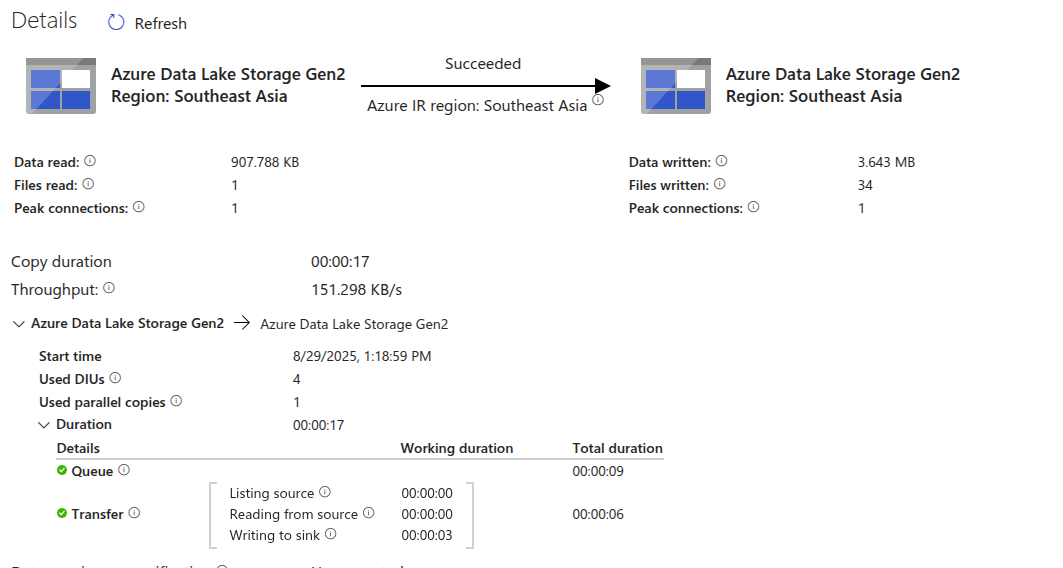 Details Refresh
Succeeded
Azure Data Lake Storage Gen2
Region: Southeast Asia
Azure IR region: Southeast Asia
Azure Data Lake Storage Gen2
Region: Southeast Asia
Data read: 907.788 KB
Files read: 1
Peak connections: 1
Data written: 3.643 MB
Files written: 34
Peak connections: 1
Copy duration 00:00:17
Throughput: 151.298 KB/s
Azure Data Lake Storage Gen2 → Azure Data Lake Storage Gen2
Start time 8/29/2025, 1:18:59 PM
Used DIUs 4
Used parallel copies 1
Duration 00:00:17
Details Working duration Total duration
Queue 00:00:09
Listing source 00:00:00
Transfer Reading from source 00:00:00 00:00:06
Writing to sink 00:00:03